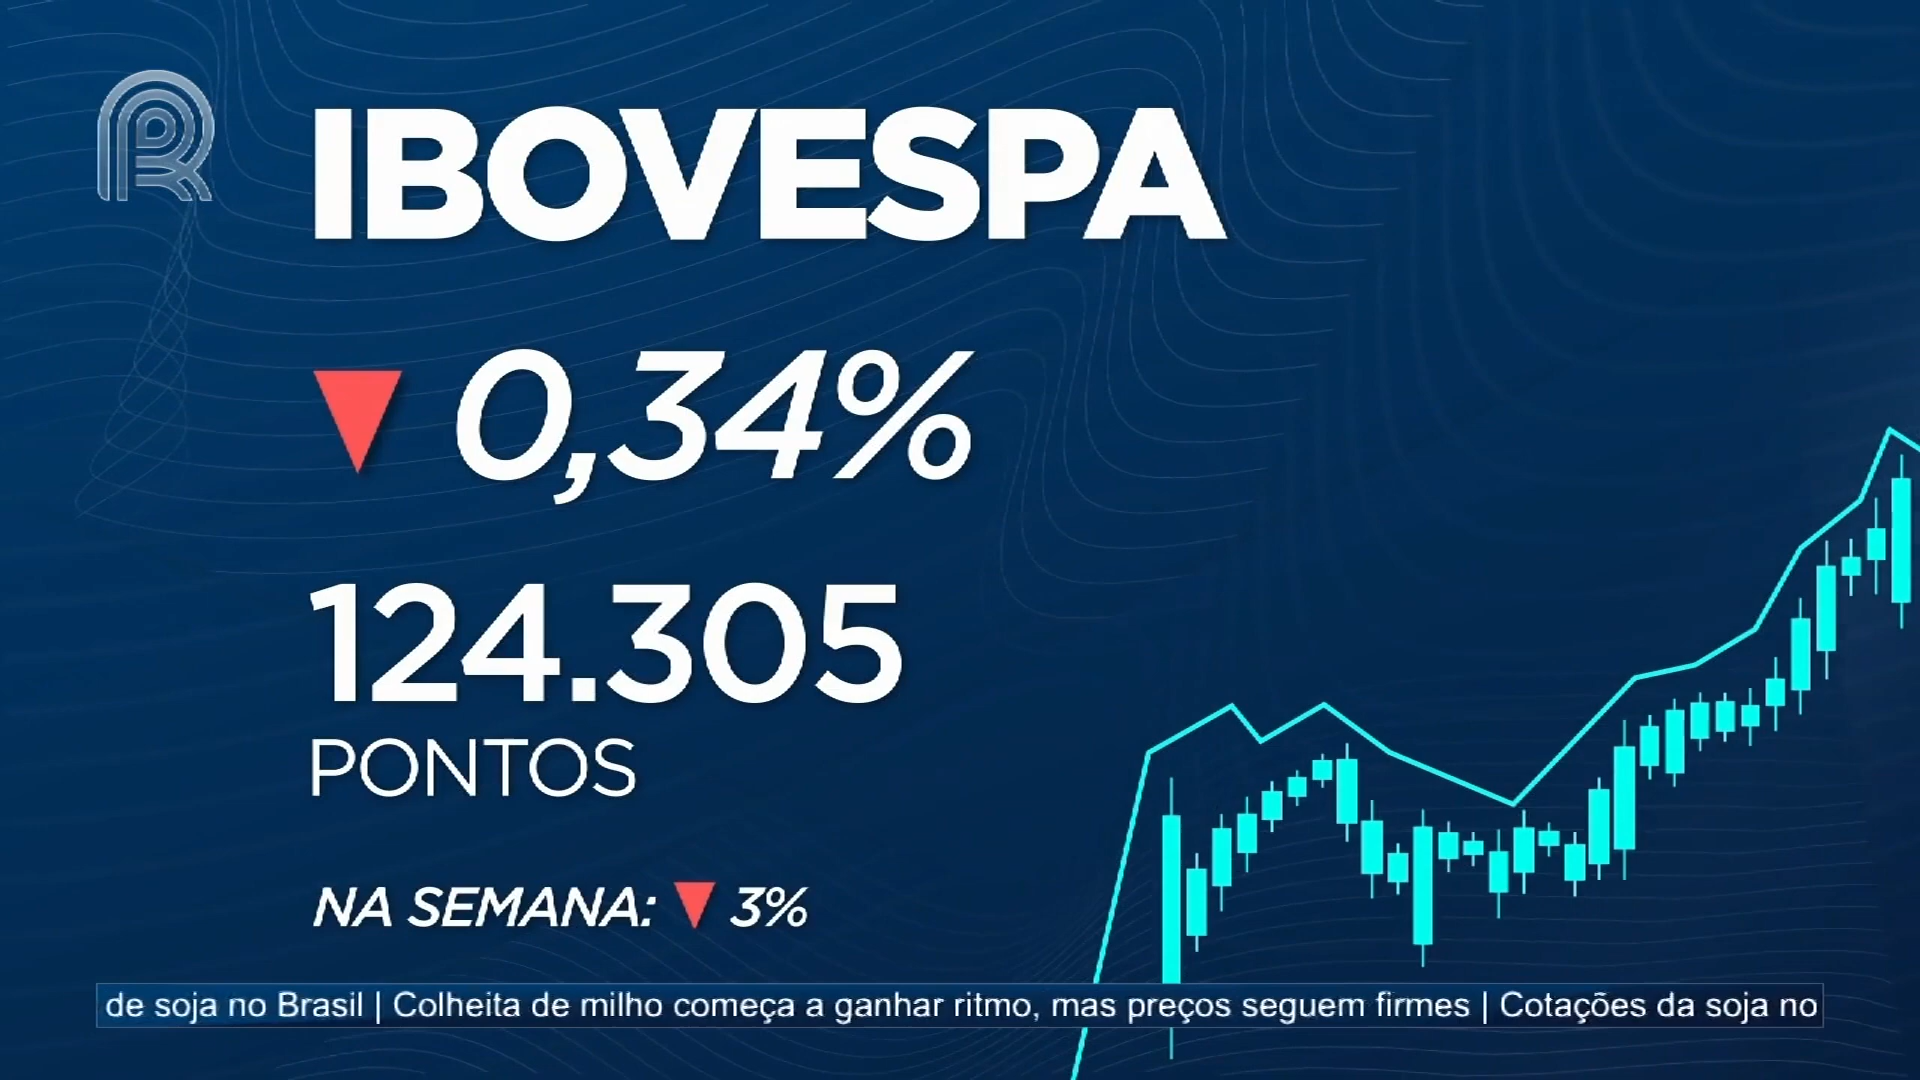 IBOVESPA
0,34%
124.305
PONTOS
NA SEMANA: 3%
de soja no Brasil | Colheita de milho começa a ganhar ritmo, mas preços seguem firmes | Cotações da soja no